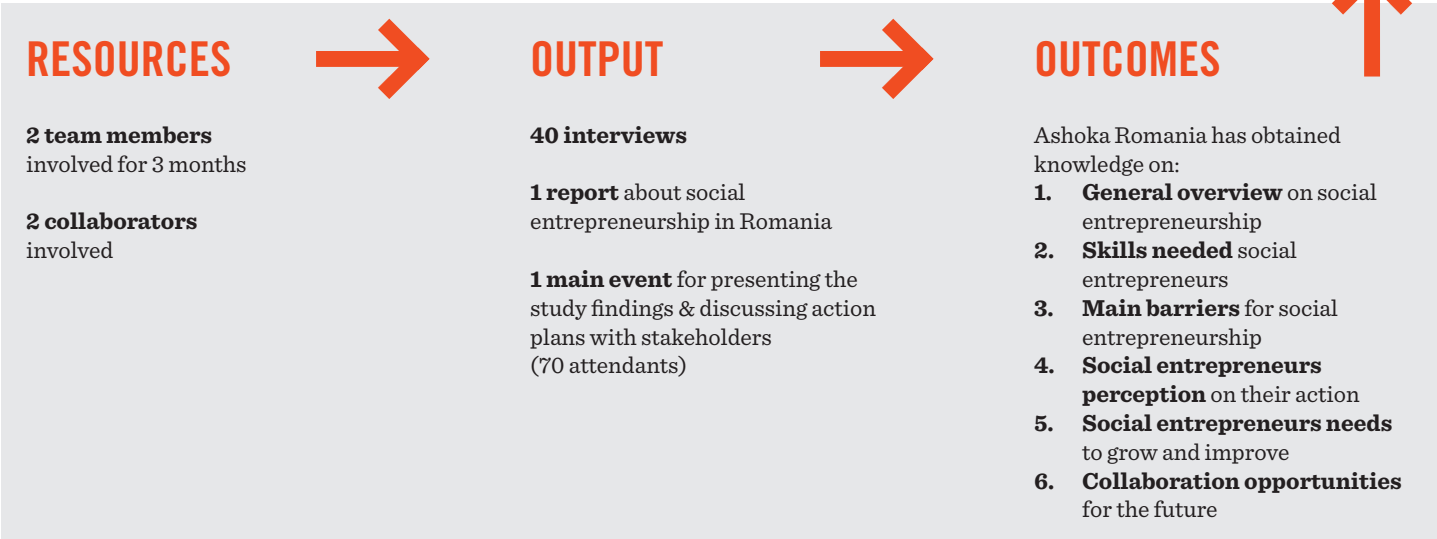 RESOURCES
2 team members
involved for 3 months
2 collaborators
involved
OUTPUT
40 interviews
1 report about social
entrepreneurship in Romania
1 main event for presenting the
study findings & discussing action
plans with stakeholders
(70 attendants)
OUTCOMES
Ashoka Romania has obtained
knowledge on:
1. General overview on social
entrepreneurship
2. Skills needed social
entrepreneurs
3. Main barriers for social
entrepreneurship
4. Social entrepreneurs
perception on their action
5. Social entrepreneurs needs
to grow and improve
6. Collaboration opportunities
for the future